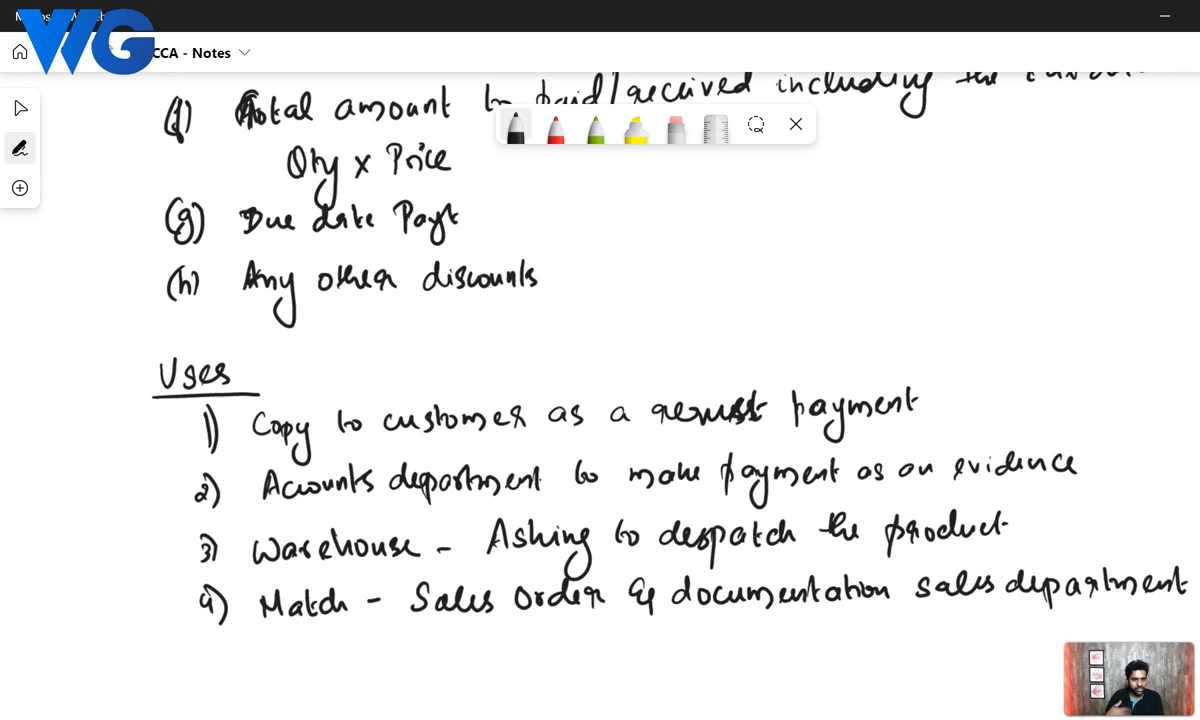 WG
CCA - Notes
(f) Total amount to paid/received including the
Qty x Price
(g) Due date Payt
(h) Any other discounts
Uses
1) Copy to customer as a request payment
2) Accounts department to make payment as an evidence
3) Warehouse - Asking to despatch the product
4) Match - Sales order & documentation sales department